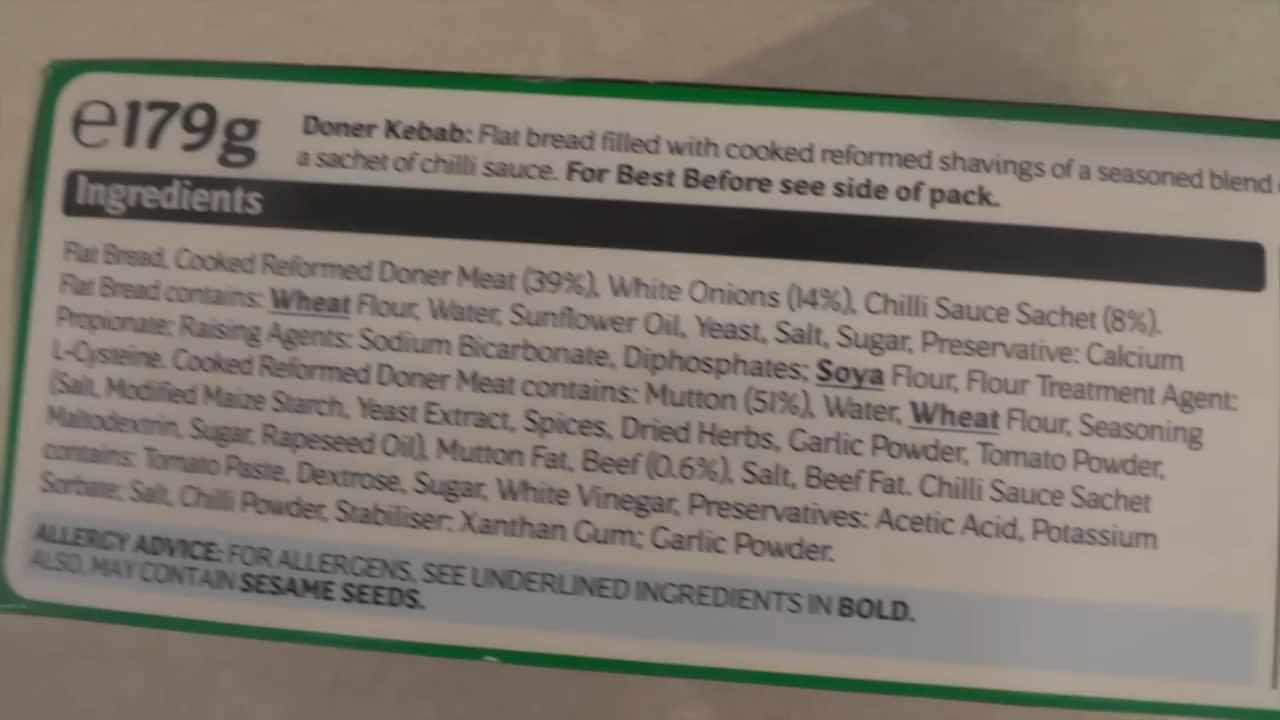 e179g
Doner Kebab: Flat bread filled with cooked reformed shavings of a seasoned blend
a sachet of chilli sauce. For Best Before see side of pack.
Ingredients
Flat Bread, Cooked Reformed Doner Meat (39%), White Onions (14%), Chilli Sauce Sachet (8%).
Flat Bread contains: Wheat Flour, Water, Sunflower Oil, Yeast, Salt, Sugar, Preservative: Calcium
Propionate; Raising Agents: Sodium Bicarbonate, Diphosphates; Soya Flour, Flour Treatment Agent:
L-Cysteine. Cooked Reformed Doner Meat contains: Mutton (51%), Water, Wheat Flour, Seasoning
(Salt, Modified Maize Starch, Yeast Extract, Spices, Dried Herbs, Garlic Powder, Tomato Powder,
Maltodextrin, Sugar, Rapeseed Oil), Mutton Fat, Beef (0.6%), Salt, Beef Fat. Chilli Sauce Sachet
contains: Tomato Paste, Dextrose, Sugar, White Vinegar, Preservatives: Acetic Acid, Potassium
Sorbate; Salt, Chilli Powder, Stabiliser: Xanthan Gum; Garlic Powder.
ALLERGY ADVICE: FOR ALLERGENS, SEE UNDERLINED INGREDIENTS IN BOLD.
ALSO, MAY CONTAIN SESAME SEEDS.